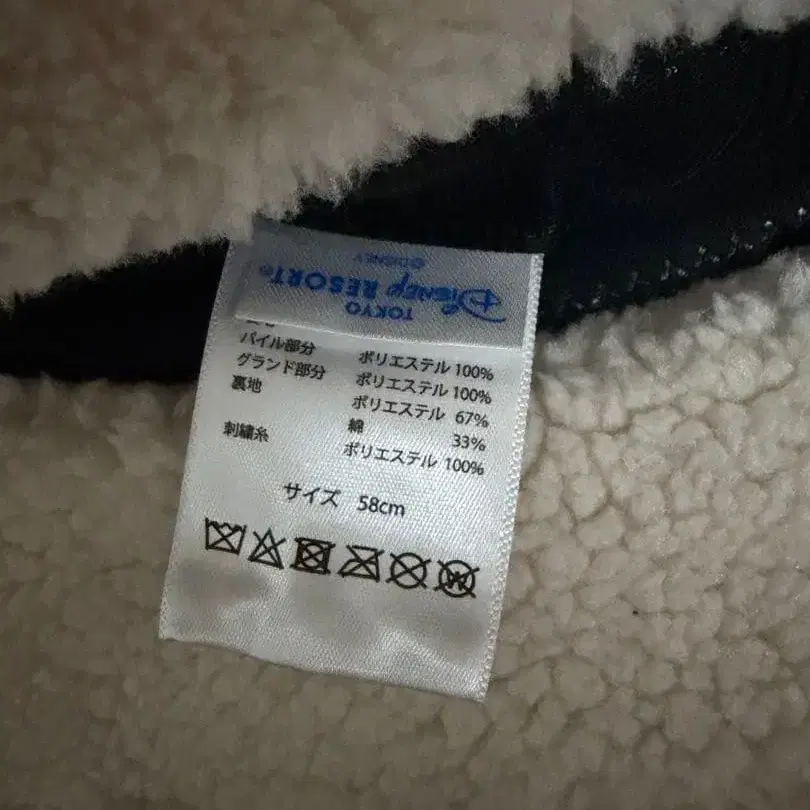 TOKYO
Disney RESORT®
©DISNEY
パイル部分 ポリエステル 100%
グランド部分 ポリエステル 100%
裏地 ポリエステル 67%
綿 33%
刺繍糸 ポリエステル 100%
サイズ 58cm
W